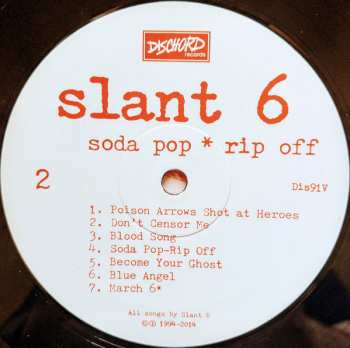 DISCHORD
records
slant 6
soda pop * rip off
2
Dis91V
1. Poison Arrows Shot at Heroes
2. Don't Censor Me
3. Blood Song
4. Soda Pop-Rip Off
5. Become Your Ghost
6. Blue Angel
7. March 6*
All songs by Slant 6
©℗ 1994-2014